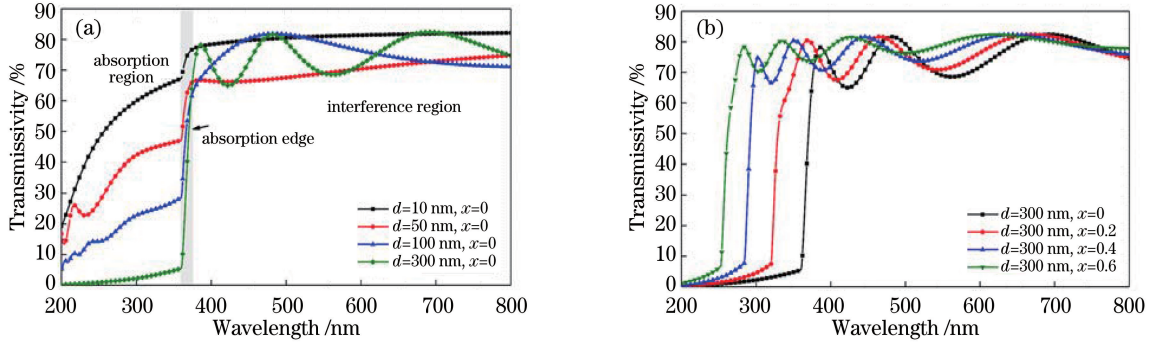 (a)
90
80
70
60
50
40
30
20
10
0
Transmissivity /%
absorption
region
interference region
absorption edge
d=10 nm, x=0
d=50 nm, x=0
d=100 nm, x=0
d=300 nm, x=0
200 300 400 500 600 700 800
Wavelength /nm
(b)
90
80
70
60
50
40
30
20
10
0
Transmissivity /%
d=300 nm, x=0
d=300 nm, x=0.2
d=300 nm, x=0.4
d=300 nm, x=0.6
200 300 400 500 600 700 800
Wavelength /nm